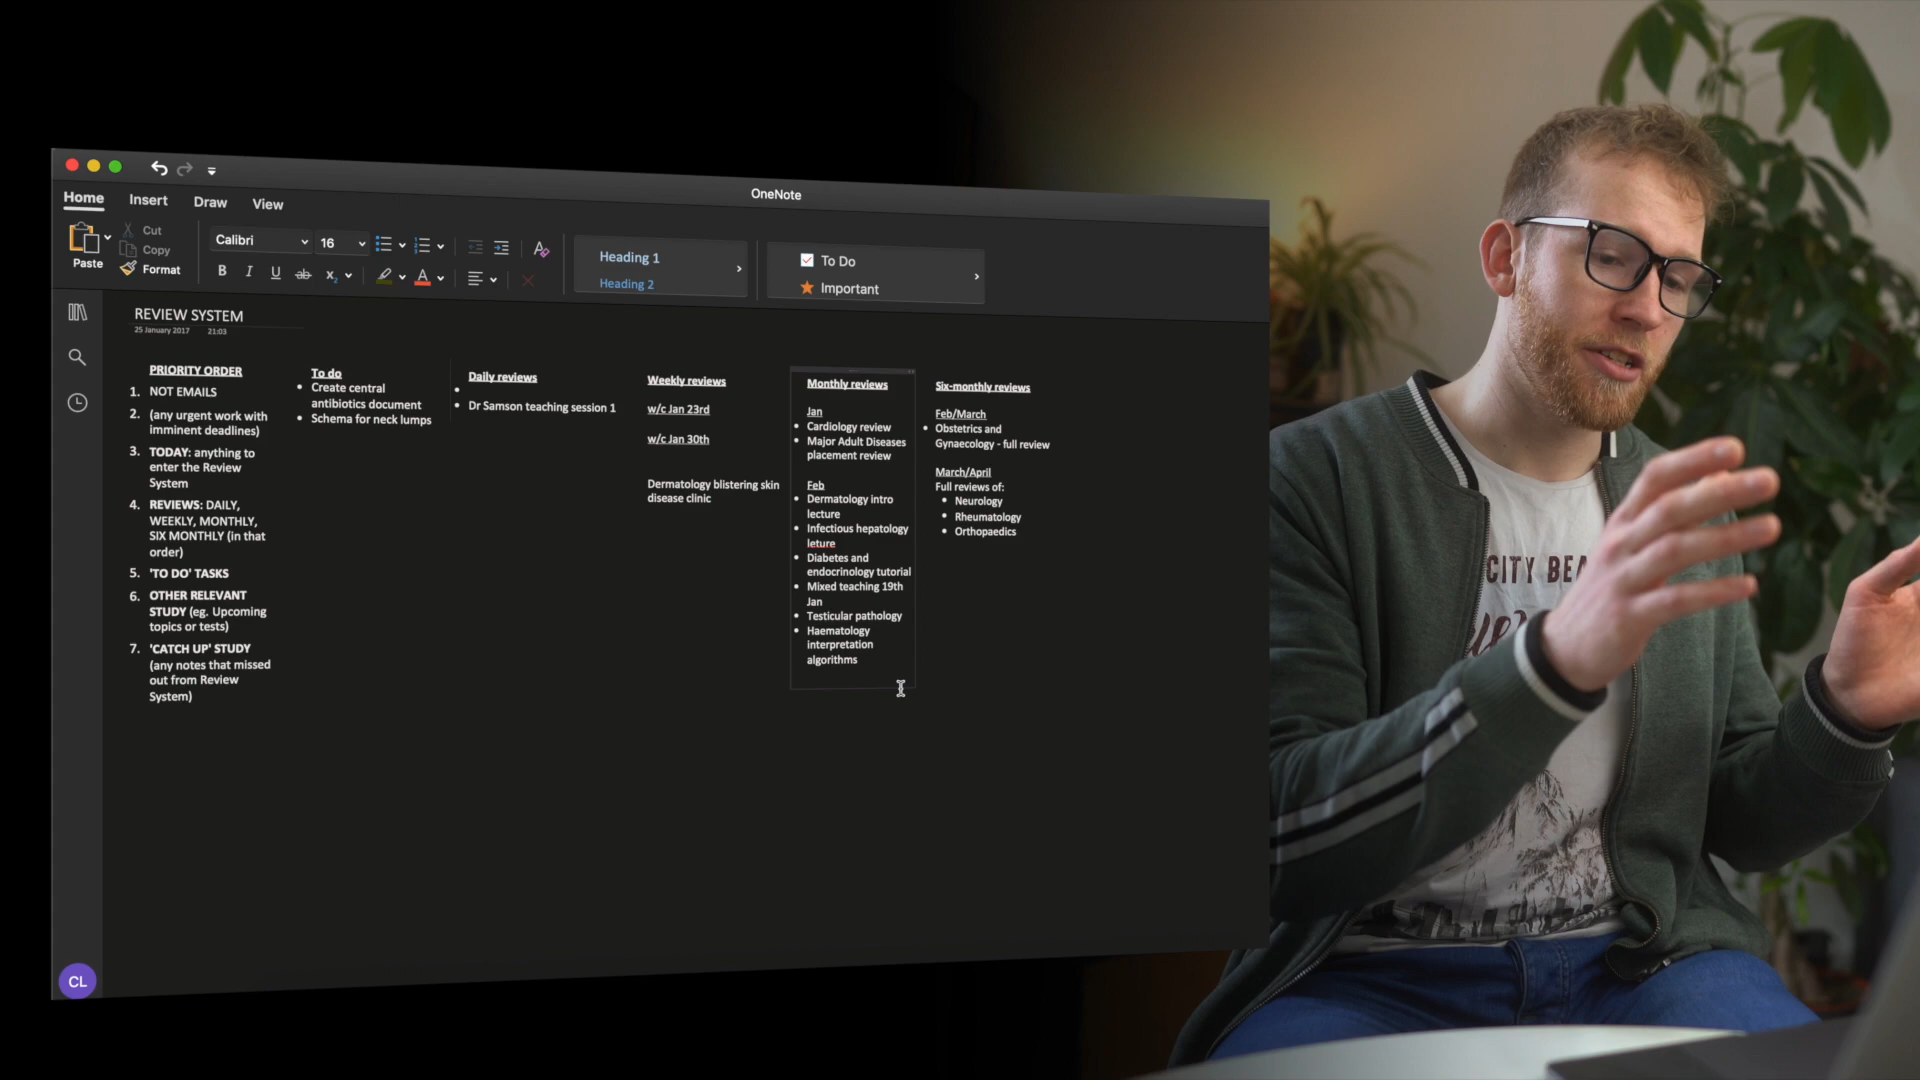 OneNote
Home
Insert
Draw
View
Paste
Cut
Copy
Format
Calibri
16
Heading 1
Heading 2
To Do
Important
REVIEW SYSTEM
25 January 2017 21:03
PRIORITY ORDER
1. NOT EMAILS
2. (any urgent work with
imminent deadlines)
3. TODAY: anything to
enter the Review
System
4. REVIEWS: DAILY,
WEEKLY, MONTHLY,
SIX MONTHLY (in that
order)
5. 'TO DO' TASKS
6. OTHER RELEVANT
STUDY (eg. Upcoming
topics or tests)
7. 'CATCH UP' STUDY
(any notes that missed
out from Review
System)
To do
• Create central
antibiotics document
• Schema for neck lumps
Daily reviews
•
• Dr Samson teaching session 1
Weekly reviews
w/c Jan 23rd
w/c Jan 30th
Dermatology blistering skin
disease clinic
Monthly reviews
Jan
• Cardiology review
• Major Adult Diseases
placement review
Feb
• Dermatology intro
lecture
• Infectious hepatology
leture
• Diabetes and
endocrinology tutorial
• Mixed teaching 19th
Jan
• Testicular pathology
• Haematology
interpretation
algorithms
Six-monthly reviews
Feb/March
• Obstetrics and
Gynaecology - full review
March/April
Full reviews of:
• Neurology
• Rheumatology
• Orthopaedics
CL
CITY BEA